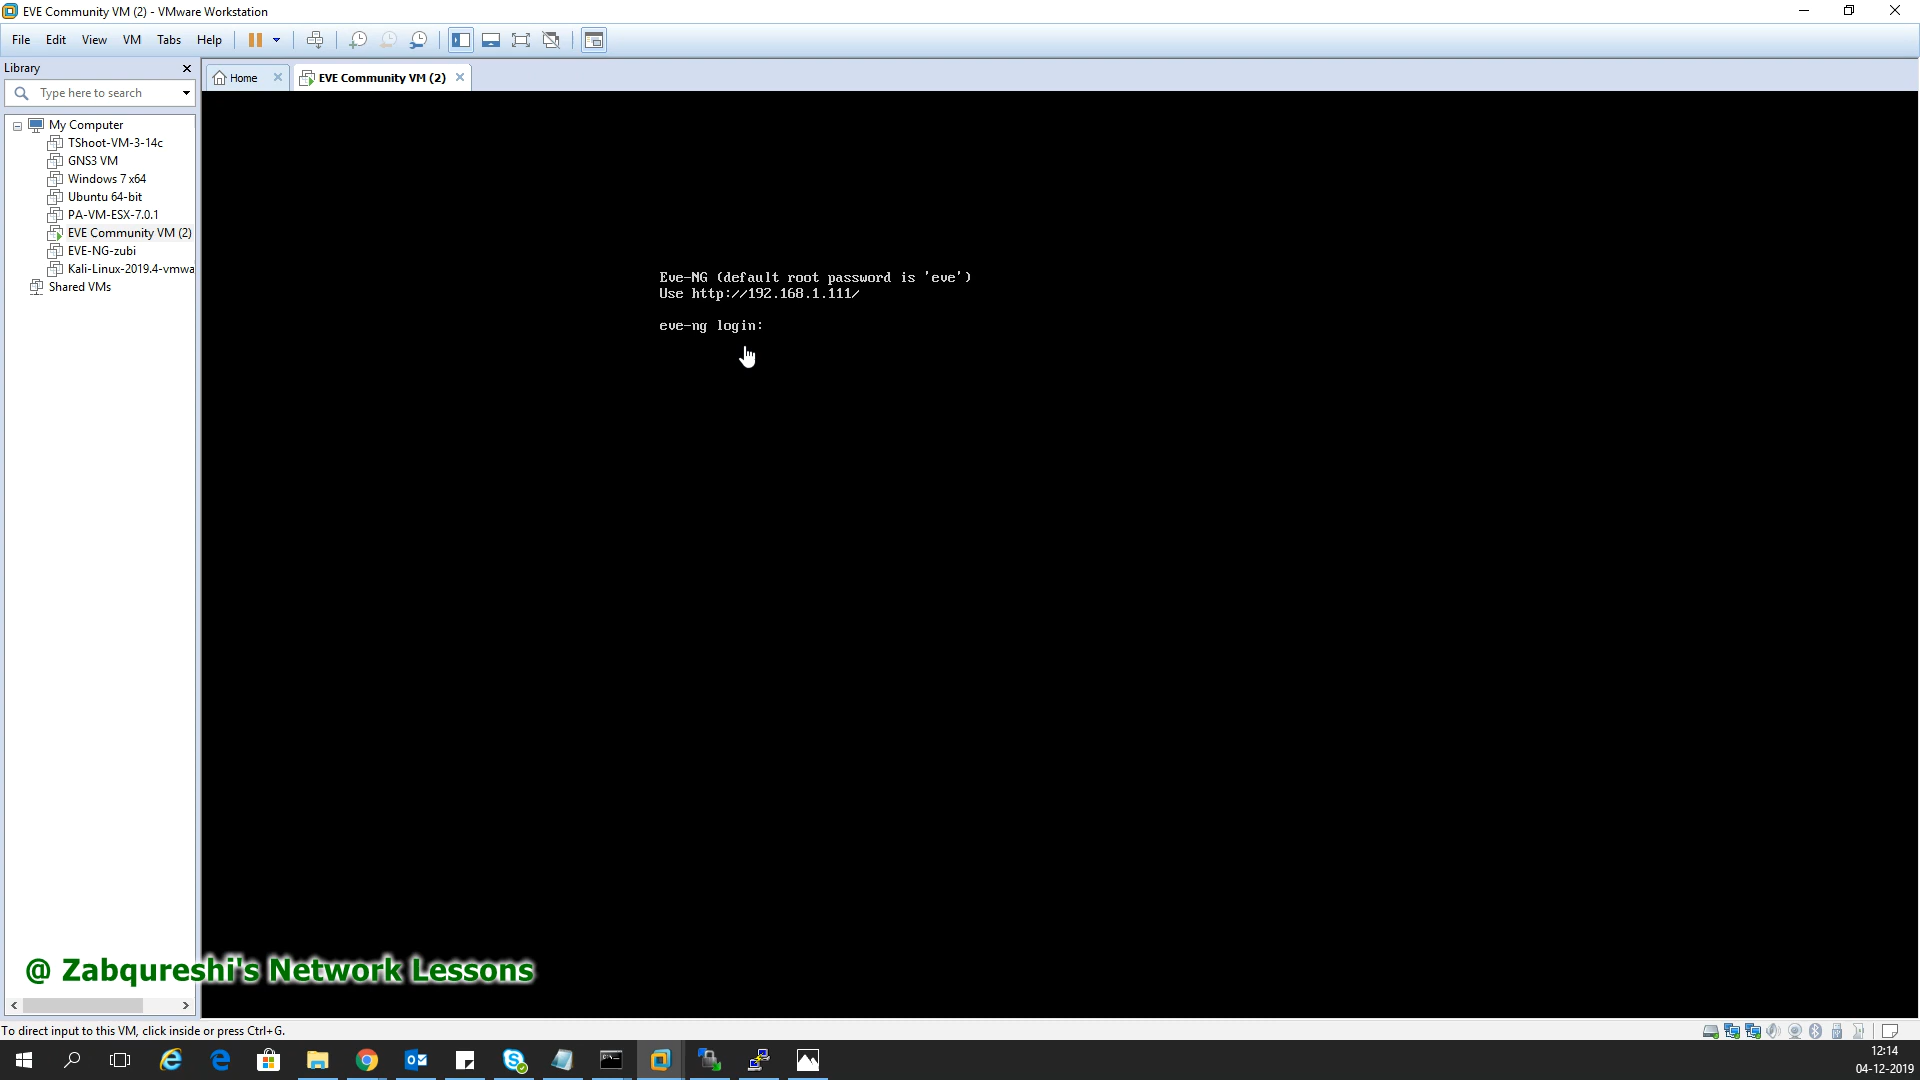 EVE Community VM (2) - VMware Workstation
File Edit View VM Tabs Help
Library
Type here to search
Home
EVE Community VM (2)
My Computer
TShoot-VM-3-14c
GNS3 VM
Windows 7 x64
Ubuntu 64-bit
PA-VM-ESX-7.0.1
EVE Community VM (2)
EVE-NG-zubi
Kali-Linux-2019.4-vmwa
Shared VMs
Eve-NG (default root password is 'eve')
Use http://192.168.1.111/
eve-ng login:
@ Zabqureshi's Network Lessons
To direct input to this VM, click inside or press Ctrl+G.
12:14
04-12-2019